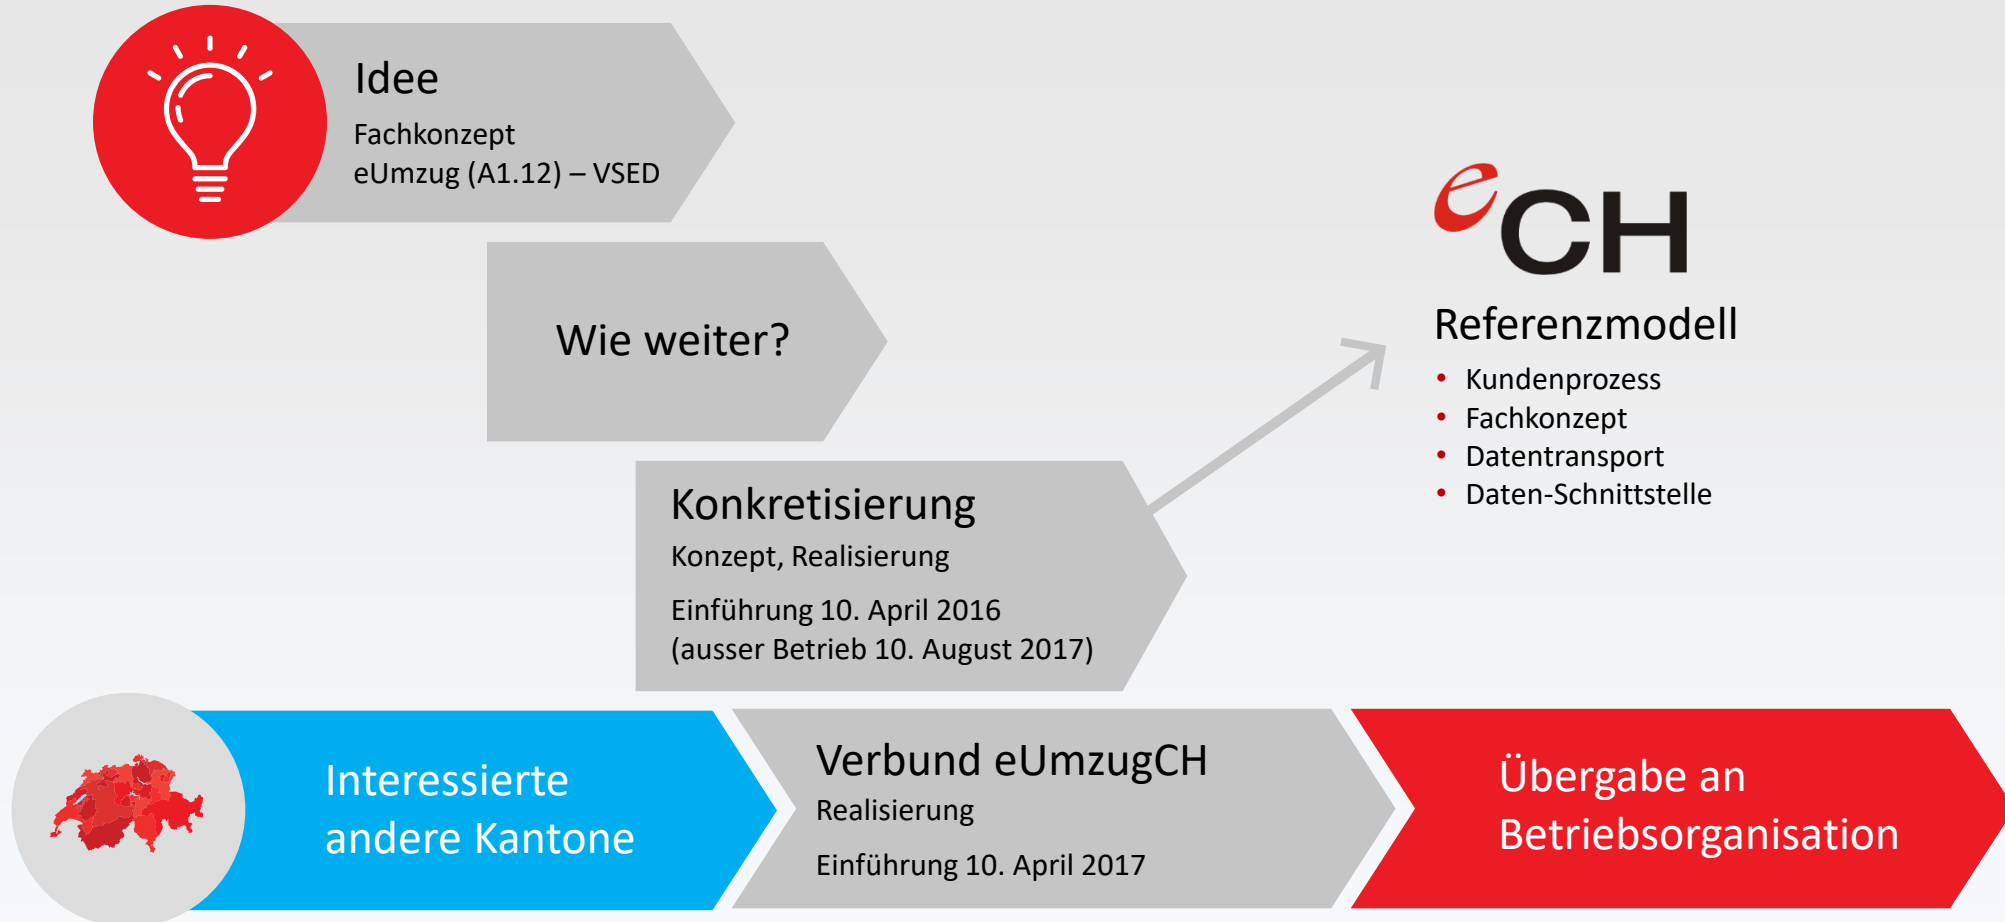 Idee
Fachkonzept
eUmzug (A1.12) – VSED
Wie weiter?
eCH
Referenzmodell
• Kundenprozess
• Fachkonzept
• Datentransport
• Daten-Schnittstelle
Konkretisierung
Konzept, Realisierung
Einführung 10. April 2016
(ausser Betrieb 10. August 2017)
Interessierte
andere Kantone
Verbund eUmzugCH
Realisierung
Einführung 10. April 2017
Übergabe an
Betriebsorganisation